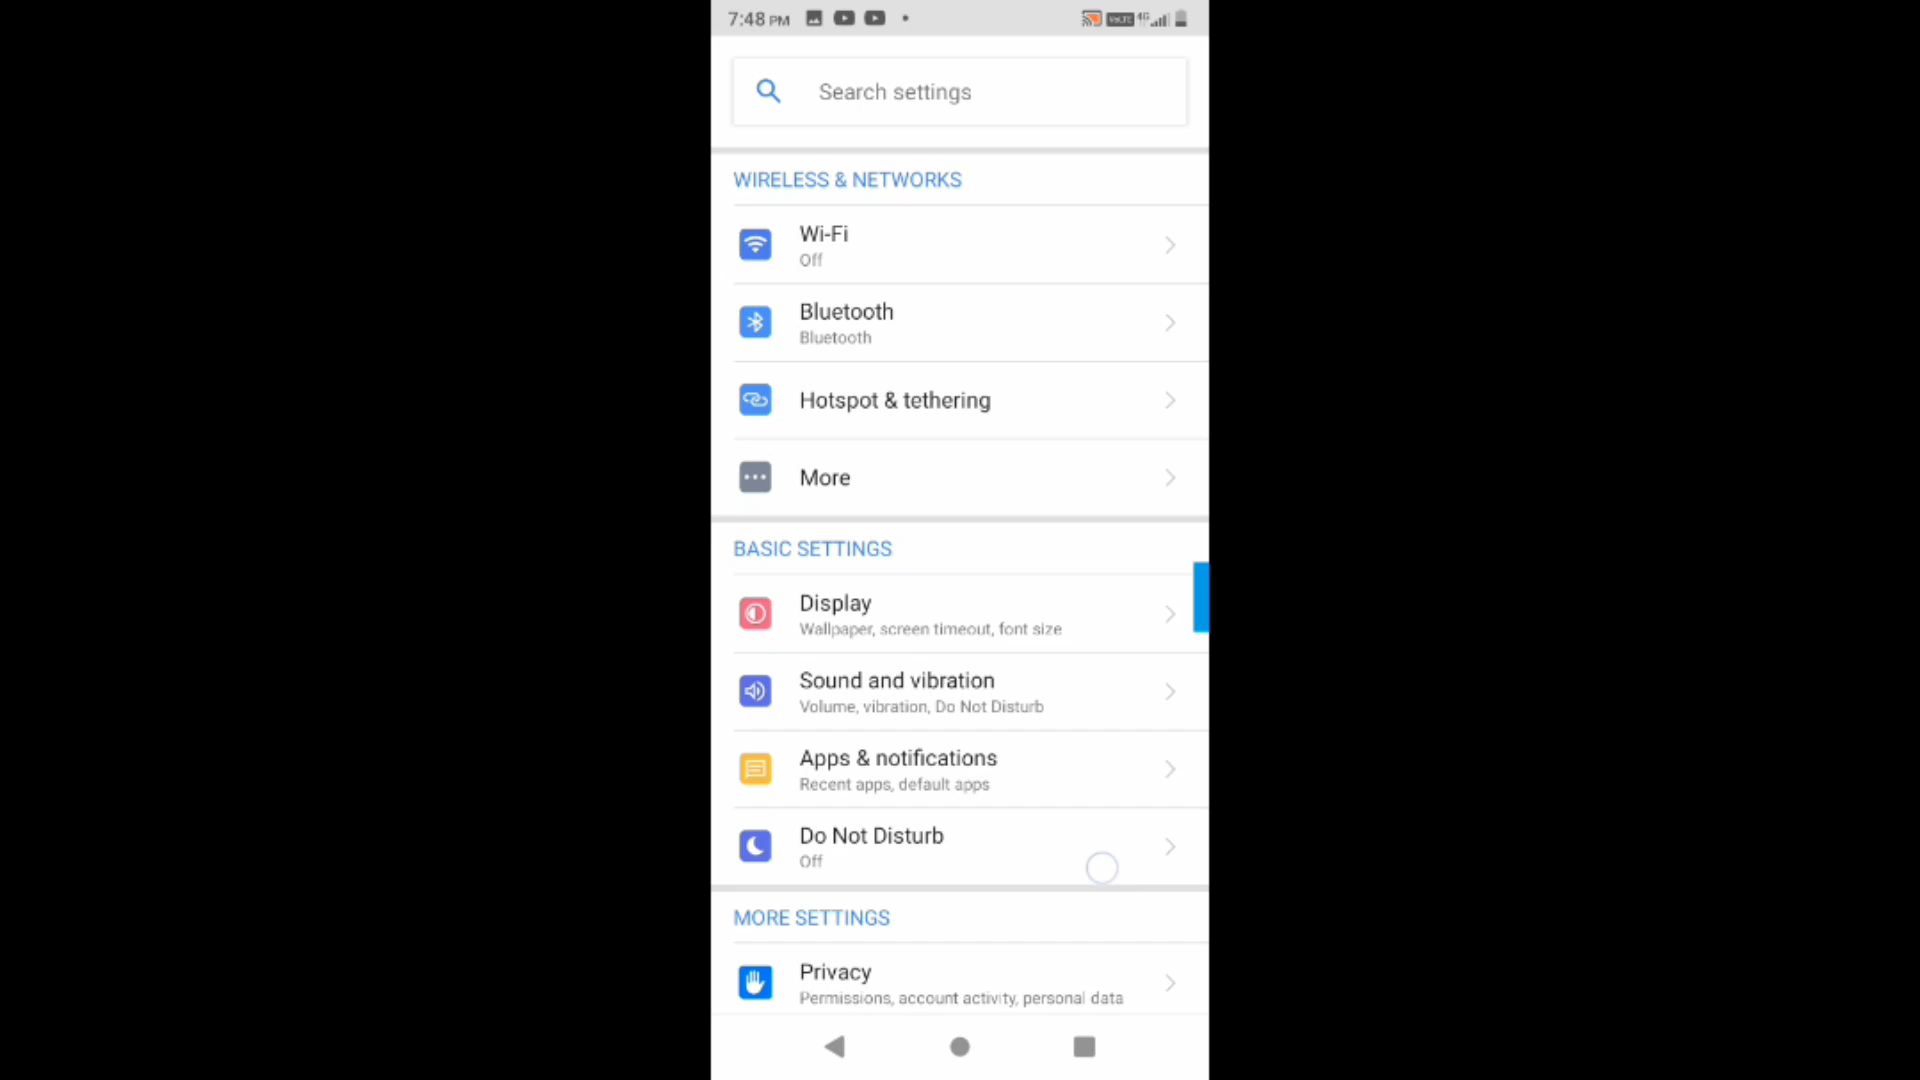 7:48 PM
VoLTE 4G
Search settings
WIRELESS & NETWORKS
Wi-Fi
Off
Bluetooth
Bluetooth
Hotspot & tethering
More
BASIC SETTINGS
Display
Wallpaper, screen timeout, font size
Sound and vibration
Volume, vibration, Do Not Disturb
Apps & notifications
Recent apps, default apps
Do Not Disturb
Off
MORE SETTINGS
Privacy
Permissions, account activity, personal data